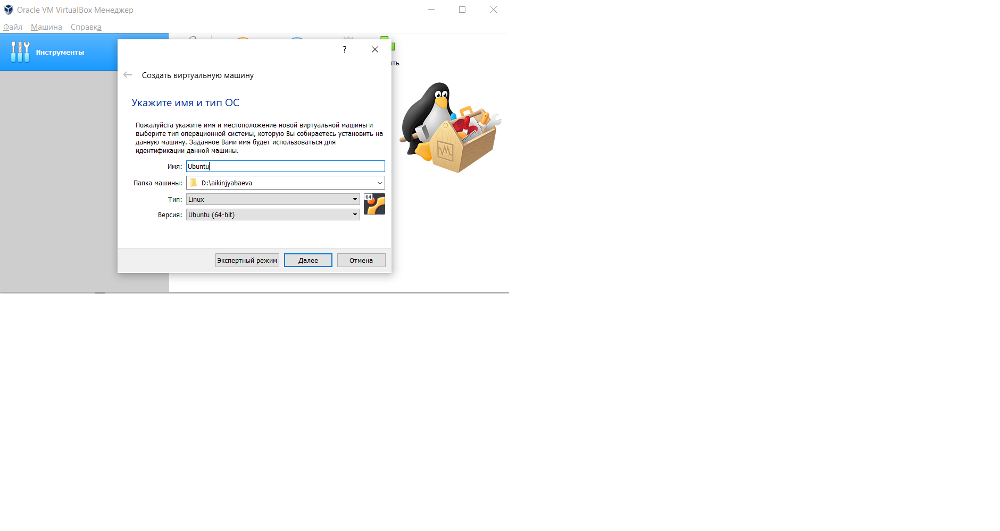 Oracle VM VirtualBox Менеджер
Файл Машина Справка
Инструменты
?
Создать виртуальную машину
Укажите имя и тип ОС
Пожалуйста укажите имя и местоположение новой виртуальной машины и
выберите тип операционной системы, которую Вы собираетесь установить на
данную машину. Заданное Вами имя будет использоваться для
идентификации данной машины.
Имя: Ubuntu
Папка машины: D:\aikinjyabaeva
Тип: Linux
64
Версия: Ubuntu (64-bit)
Экспертный режим Далее Отмена